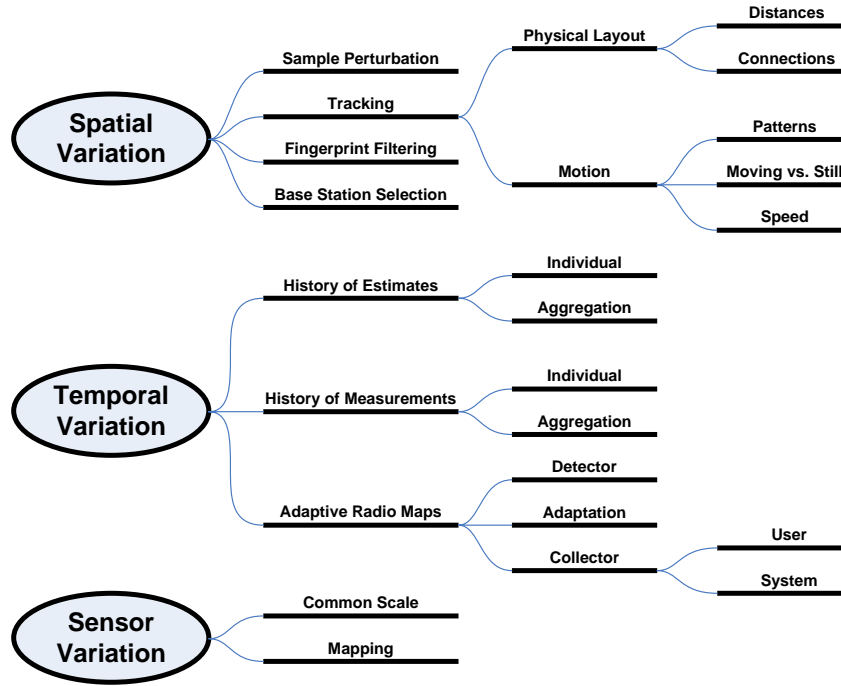 Spatial
Variation
Sample Perturbation
Tracking
Fingerprint Filtering
Base Station Selection
Physical Layout
Motion
Distances
Connections
Patterns
Moving vs. Still
Speed
Temporal
Variation
History of Estimates
Individual
Aggregation
History of Measurements
Individual
Aggregation
Adaptive Radio Maps
Detector
Adaptation
Collector
User
System
Sensor
Variation
Common Scale
Mapping